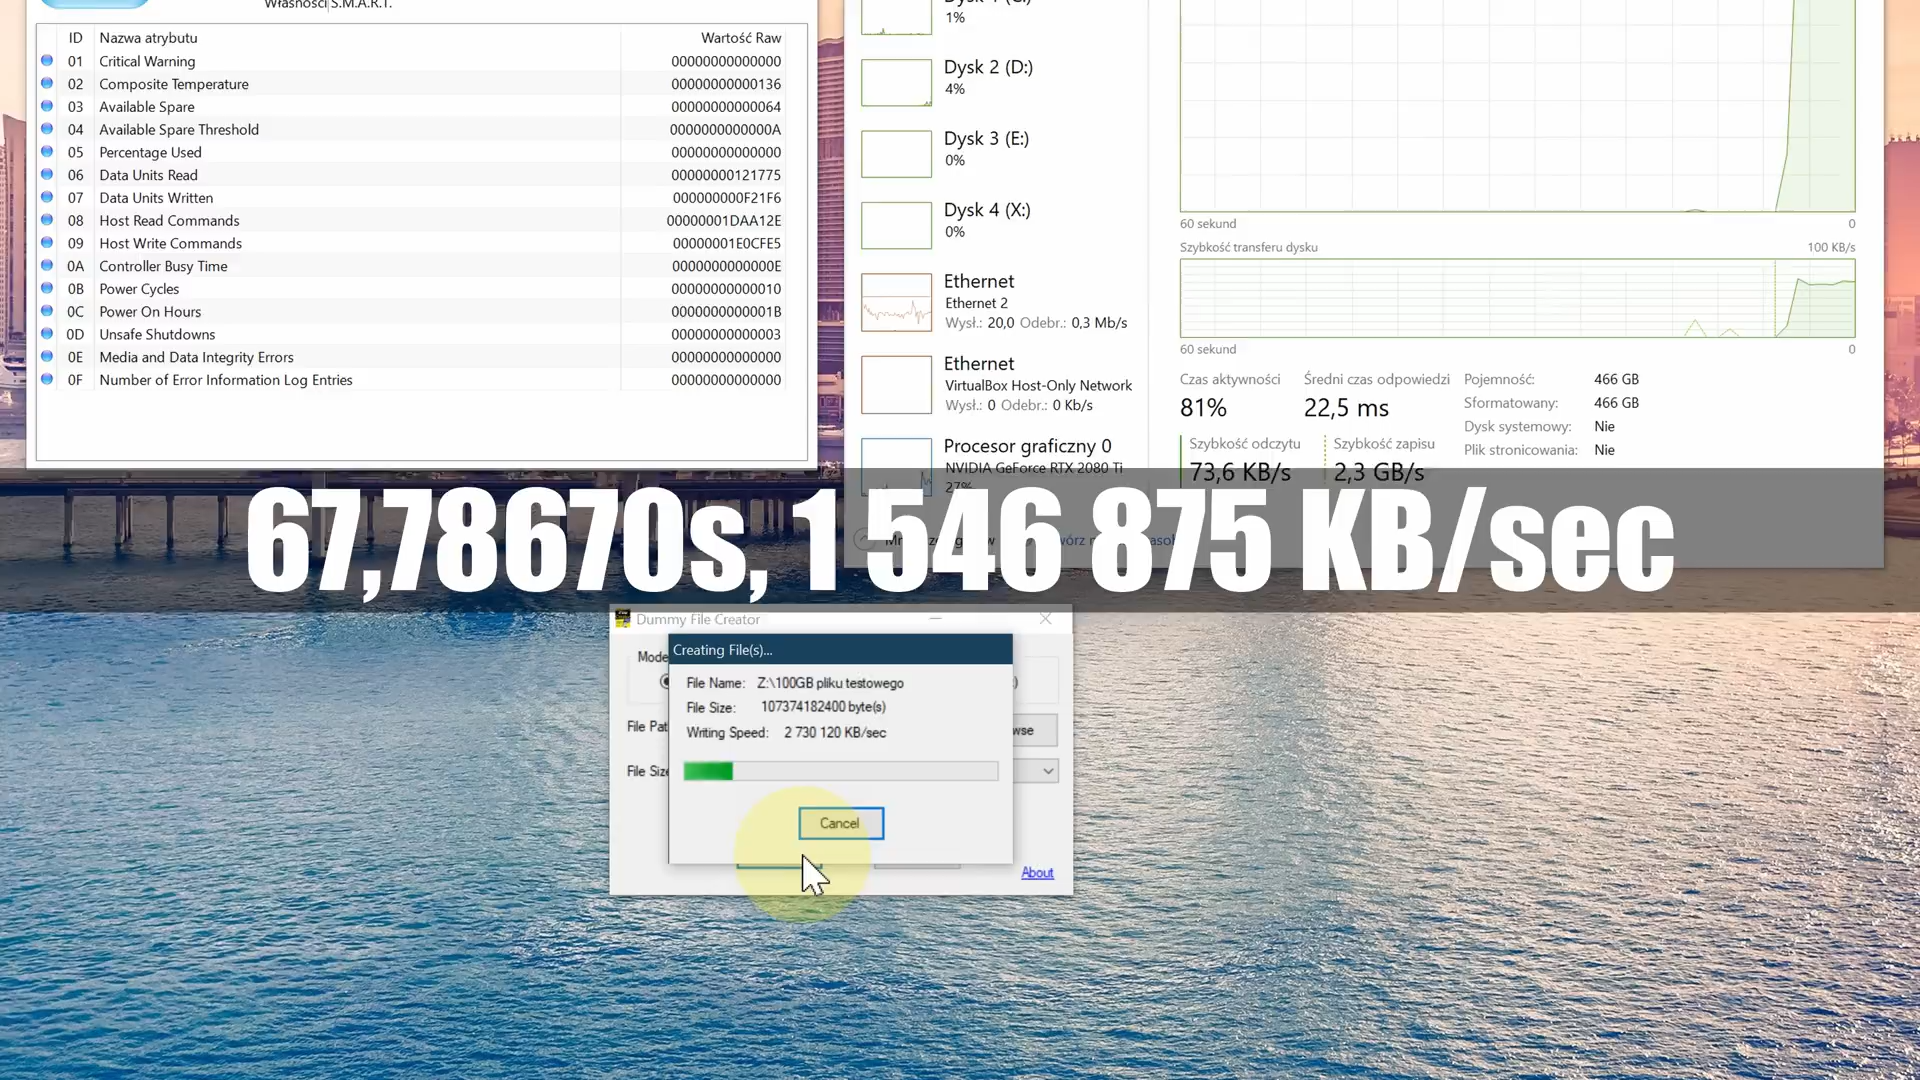 Własności S.M.A.R.T.
ID Nazwa atrybutu Wartość Raw
01 Critical Warning 00000000000000
02 Composite Temperature 00000000000136
03 Available Spare 00000000000064
04 Available Spare Threshold 0000000000000A
05 Percentage Used 00000000000000
06 Data Units Read 00000000121775
07 Data Units Written 000000000F21F6
08 Host Read Commands 00000001DAA12E
09 Host Write Commands 00000001E0CFE5
0A Controller Busy Time 0000000000000E
0B Power Cycles 00000000000010
0C Power On Hours 0000000000001B
0D Unsafe Shutdowns 00000000000003
0E Media and Data Integrity Errors 00000000000000
0F Number of Error Information Log Entries 00000000000000
1%
Dysk 2 (D:)
4%
Dysk 3 (E:)
0%
Dysk 4 (X:)
0%
Ethernet
Ethernet 2
Wysł.: 20,0 Odebr.: 0,3 Mb/s
Ethernet
VirtualBox Host-Only Network
Wysł.: 0 Odebr.: 0 Kb/s
Procesor graficzny 0
NVIDIA GeForce RTX 2080 Ti
27%
60 sekund 0
Szybkość transferu dysku 100 KB/s
60 sekund 0
Czas aktywności Średni czas odpowiedzi
81% 22,5 ms
Szybkość odczytu Szybkość zapisu
73,6 KB/s 2,3 GB/s
Pojemność: 466 GB
Sformatowany: 466 GB
Dysk systemowy: Nie
Plik stronicowania: Nie
67,78670s, 1 546 875 KB/sec
Dummy File Creator
Mode
File Pat
File Size
wse
Creating File(s)...
File Name: Z:\100GB pliku testowego
File Size: 107374182400 byte(s)
Writing Speed: 2 730 120 KB/sec
Cancel
About